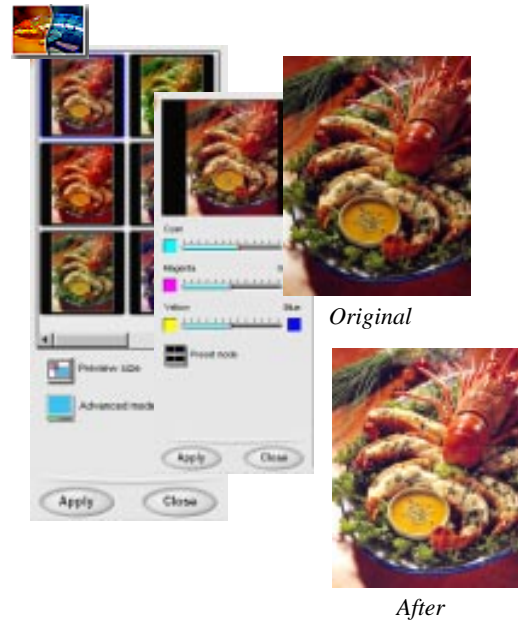 Cyan
Magenta
Yellow
Blue
Original
Preview size
Preset mode
Advanced mode
Apply
Close
Apply
Close
After